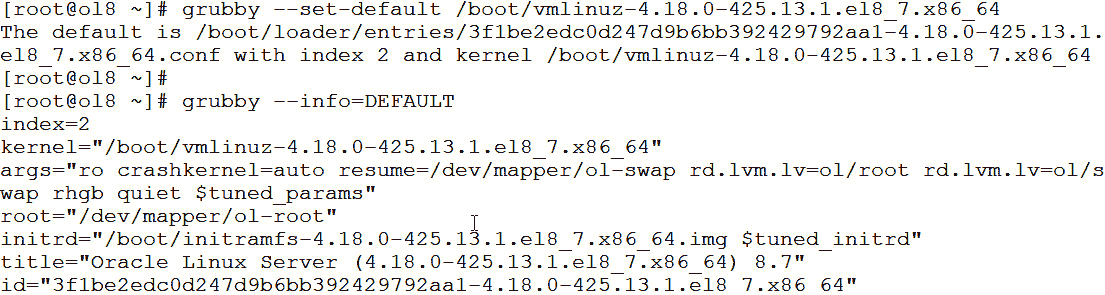 [root@ol8 ~]# grubby --set-default /boot/vmlinuz-4.18.0-425.13.1.el8_7.x86_64
The default is /boot/loader/entries/3f1be2edc0d247d9b6bb392429792aa1-4.18.0-425.13.1.
el8_7.x86_64.conf with index 2 and kernel /boot/vmlinuz-4.18.0-425.13.1.el8_7.x86_64
[root@ol8 ~]#
[root@ol8 ~]# grubby --info=DEFAULT
index=2
kernel="/boot/vmlinuz-4.18.0-425.13.1.el8_7.x86_64"
args="ro crashkernel=auto resume=/dev/mapper/ol-swap rd.lvm.lv=ol/root rd.lvm.lv=ol/s
wap rhgb quiet $tuned_params"
root="/dev/mapper/ol-root"
initrd="/boot/initramfs-4.18.0-425.13.1.el8_7.x86_64.img $tuned_initrd"
title="Oracle Linux Server (4.18.0-425.13.1.el8_7.x86_64) 8.7"
id="3f1be2edc0d247d9b6bb392429792aa1-4.18.0-425.13.1.el8_7.x86_64"